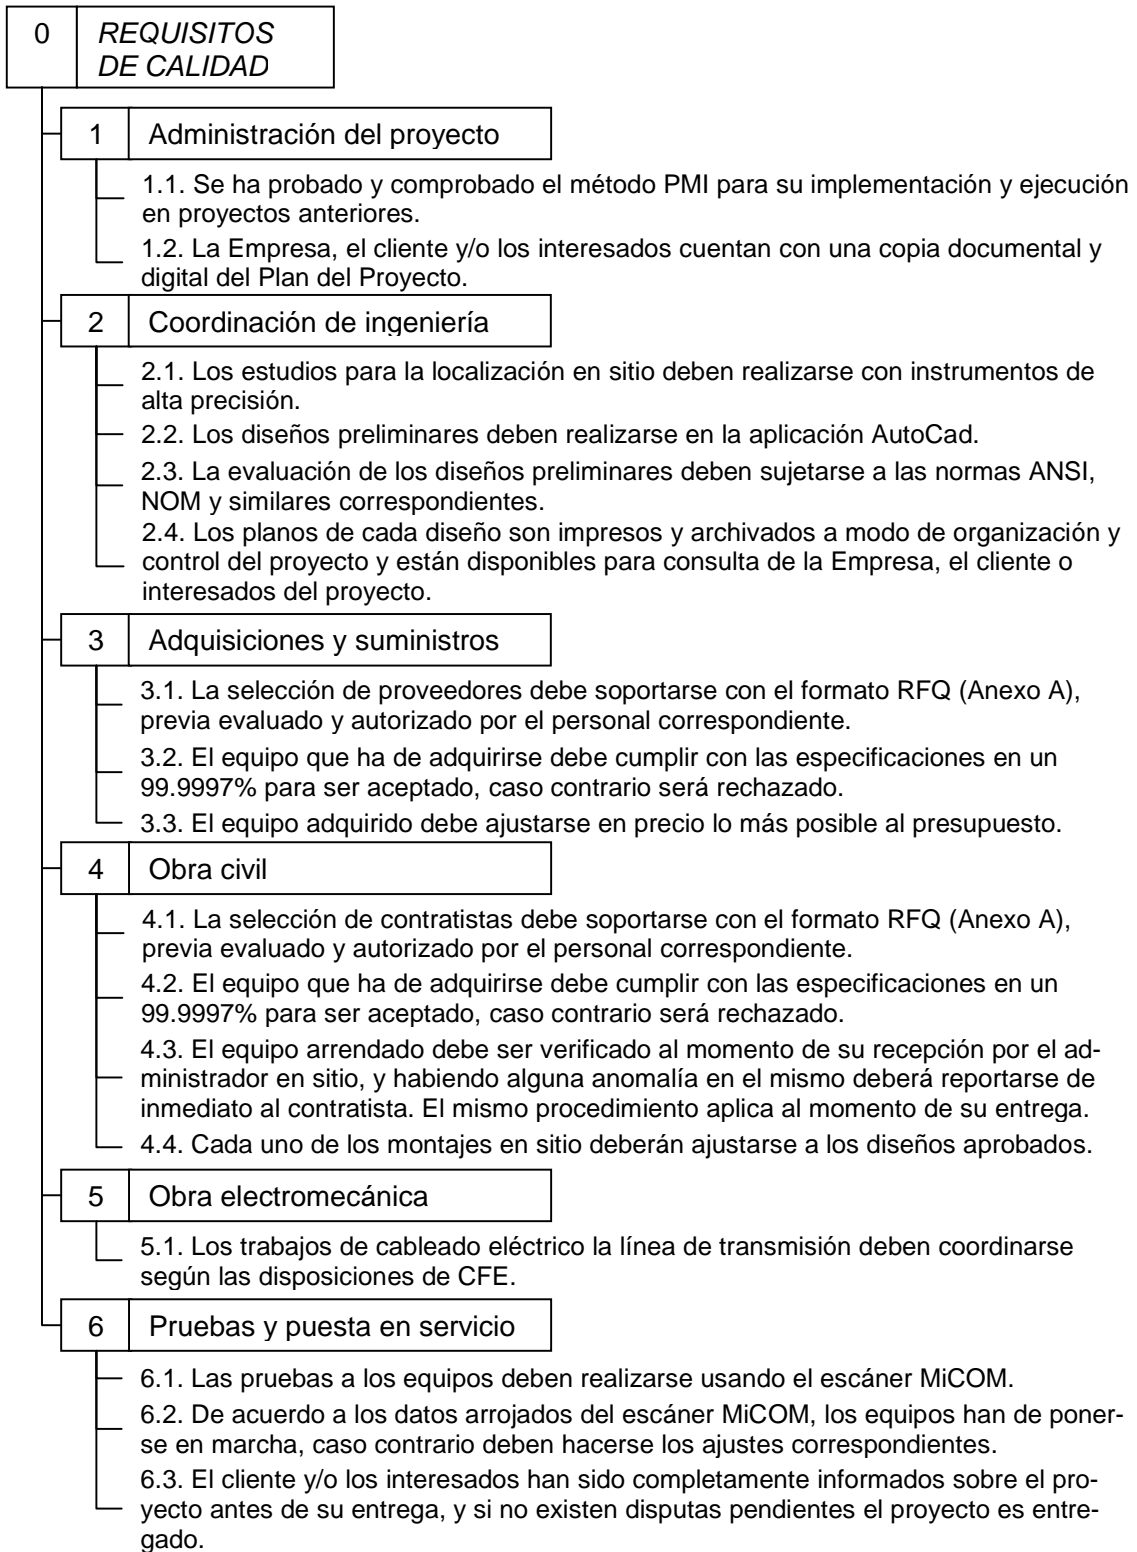 0 REQUISITOS
DE CALIDAD
1 Administración del proyecto
1.1. Se ha probado y comprobado el método PMI para su implementación y ejecución
en proyectos anteriores.
1.2. La Empresa, el cliente y/o los interesados cuentan con una copia documental y
digital del Plan del Proyecto.
2 Coordinación de ingeniería
2.1. Los estudios para la localización en sitio deben realizarse con instrumentos de
alta precisión.
2.2. Los diseños preliminares deben realizarse en la aplicación AutoCad.
2.3. La evaluación de los diseños preliminares deben sujetarse a las normas ANSI,
NOM y similares correspondientes.
2.4. Los planos de cada diseño son impresos y archivados a modo de organización y
control del proyecto y están disponibles para consulta de la Empresa, el cliente o
interesados del proyecto.
3 Adquisiciones y suministros
3.1. La selección de proveedores debe soportarse con el formato RFQ (Anexo A),
previa evaluado y autorizado por el personal correspondiente.
3.2. El equipo que ha de adquirirse debe cumplir con las especificaciones en un
99.9997% para ser aceptado, caso contrario será rechazado.
3.3. El equipo adquirido debe ajustarse en precio lo más posible al presupuesto.
4 Obra civil
4.1. La selección de contratistas debe soportarse con el formato RFQ (Anexo A),
previa evaluado y autorizado por el personal correspondiente.
4.2. El equipo que ha de adquirirse debe cumplir con las especificaciones en un
99.9997% para ser aceptado, caso contrario será rechazado.
4.3. El equipo arrendado debe ser verificado al momento de su recepción por el ad-
ministrador en sitio, y habiendo alguna anomalía en el mismo deberá reportarse de
inmediato al contratista. El mismo procedimiento aplica al momento de su entrega.
4.4. Cada uno de los montajes en sitio deberán ajustarse a los diseños aprobados.
5 Obra electromecánica
5.1. Los trabajos de cableado eléctrico la línea de transmisión deben coordinarse
según las disposiciones de CFE.
6 Pruebas y puesta en servicio
6.1. Las pruebas a los equipos deben realizarse usando el escáner MiCOM.
6.2. De acuerdo a los datos arrojados del escáner MiCOM, los equipos han de poner-
se en marcha, caso contrario deben hacerse los ajustes correspondientes.
6.3. El cliente y/o los interesados han sido completamente informados sobre el pro-
yecto antes de su entrega, y si no existen disputas pendientes el proyecto es entre-
gado.